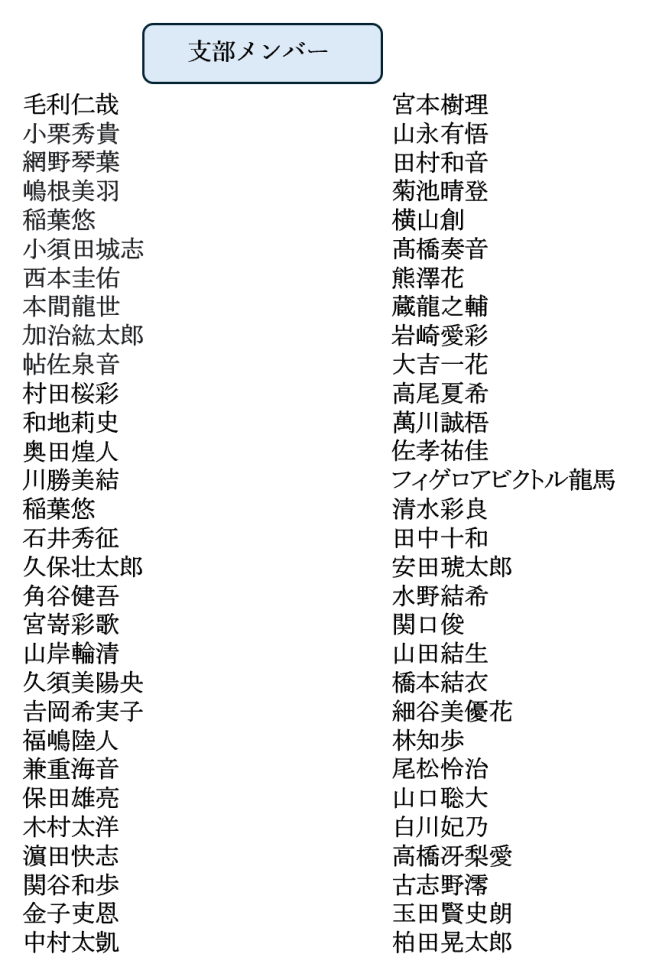 支部メンバー
毛利仁哉
小栗秀貴
網野琴葉
嶋根美羽
稲葉悠
小須田城志
西本圭佑
本間龍世
加治紘太郎
帖佐泉音
村田桜彩
和地莉史
奥田煌人
川勝美結
稲葉悠
石井秀征
久保壮太郎
角谷健吾
宮嵜彩歌
山岸輪清
久須美陽央
𠮷岡希実子
福嶋陸人
兼重海音
保田雄亮
木村太洋
濵田快志
関谷和歩
金子吏恩
中村太凱
宮本樹理
山永有悟
田村和音
菊池晴登
横山創
髙橋奏音
熊澤花
蔵龍之輔
岩崎愛彩
大吉一花
高尾夏希
萬川誠梧
佐孝祐佳
フィゲロアビクトル龍馬
清水彩良
田中十和
安田琥太郎
水野結希
関口俊
山田結生
橋本結衣
細谷美優花
林知歩
尾松怜治
山口聡大
白川妃乃
高橋冴梨愛
古志野澪
玉田賢史朗
柏田晃太郎